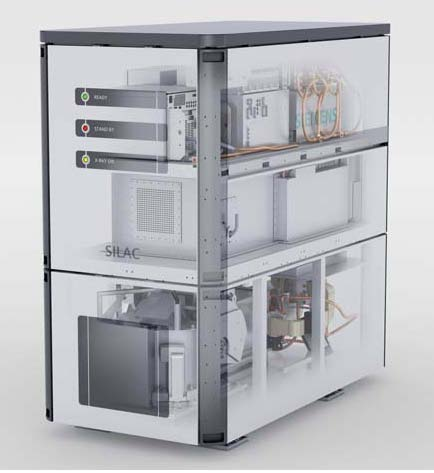 READY
STAND BY
X-RAY ON
SIEMENS
SILAC